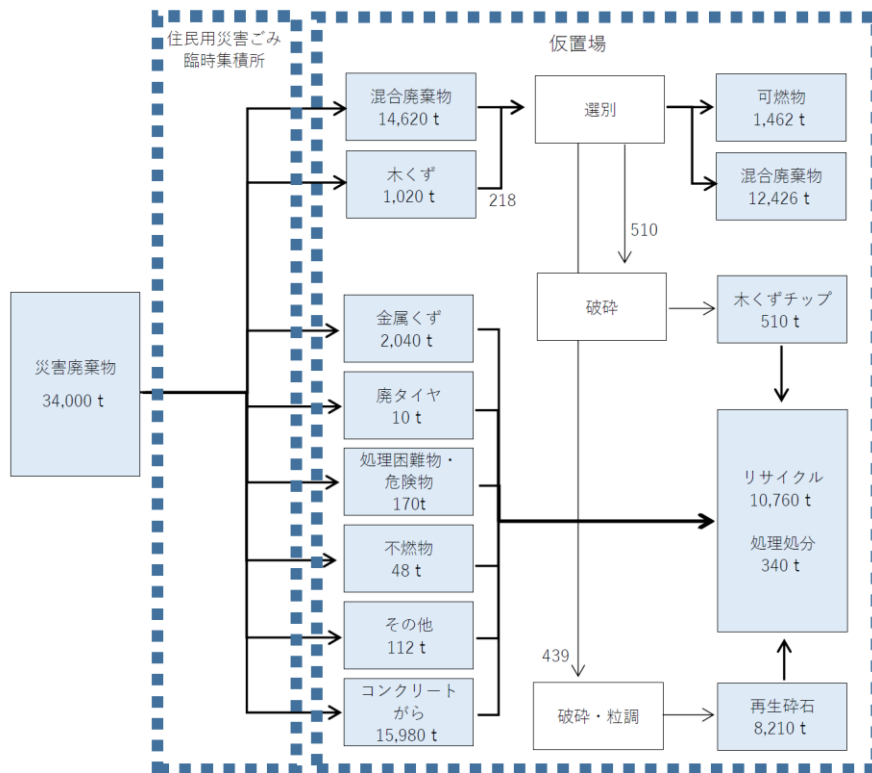 住民用災害ごみ
臨時集積所
仮置場
混合廃棄物
14,620 t
選別
可燃物
1,462 t
木くず
1,020 t
218
混合廃棄物
12,426 t
510
災害廃棄物
34,000 t
金属くず
2,040 t
破砕
木くずチップ
510 t
廃タイヤ
10 t
処理困難物・
危険物
170t
リサイクル
10,760 t
処理処分
340 t
不燃物
48 t
その他
112 t
439
コンクリート
がら
15,980 t
破砕・粒調
再生砕石
8,210 t